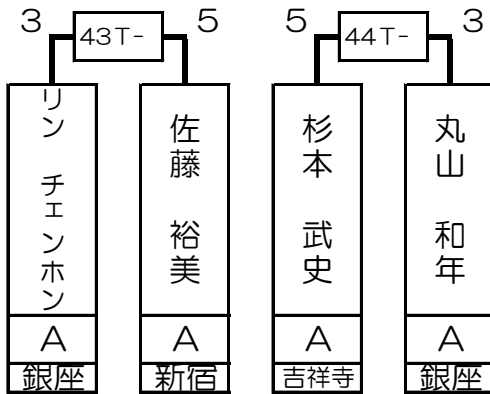 3 43T- 5 5 44T- 3
リン チェンホン
佐藤 裕美
杉本 武史
丸山 和年
A A A A
銀座 新宿 吉祥寺 銀座